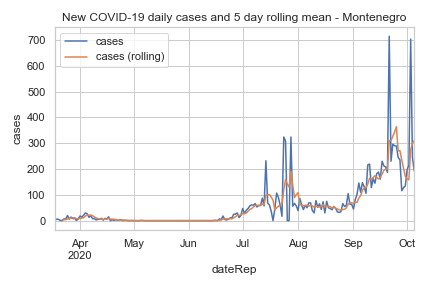 New COVID-19 daily cases and 5 day rolling mean - Montenegro
cases
cases (rolling)
700
600
500
400
300
200
100
0
cases
Apr May Jun Jul Aug Sep Oct
2020
dateRep